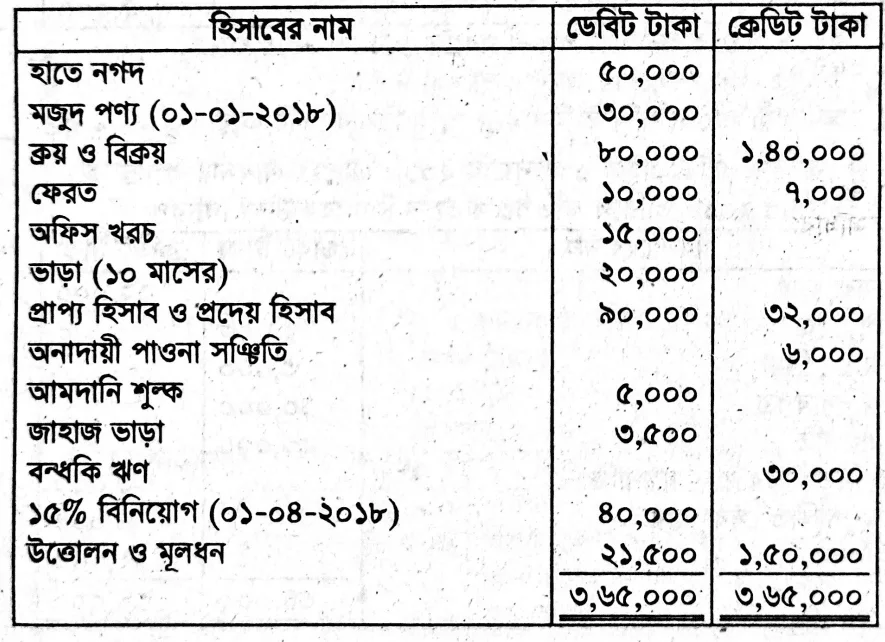 হিসাবের নাম ডেবিট টাকা ক্রেডিট টাকা
হাতে নগদ ৫০,০০০
মজুদ পণ্য (০১-০১-২০১৮) ৩০,০০০
ক্রয় ও বিক্রয় ৮০,০০০ ১,৪০,০০০
ফেরত ১০,০০০ ৭,০০০
অফিস খরচ ১৫,০০০
ভাড়া (১০ মাসের) ২০,০০০
প্রাপ্য হিসাব ও প্রদেয় হিসাব ৯০,০০০ ৩২,০০০
অনাদায়ী পাওনা সঞ্চিতি ৬,০০০
আমদানি শুল্ক ৫,০০০
জাহাজ ভাড়া ৩,৫০০
বন্ধকি ঋণ ৩০,০০০
১৫% বিনিয়োগ (০১-০৪-২০১৮) ৪০,০০০
উত্তোলন ও মূলধন ২১,৫০০ ১,৫০,০০০
৩,৬৫,০০০ ৩,৬৫,০০০